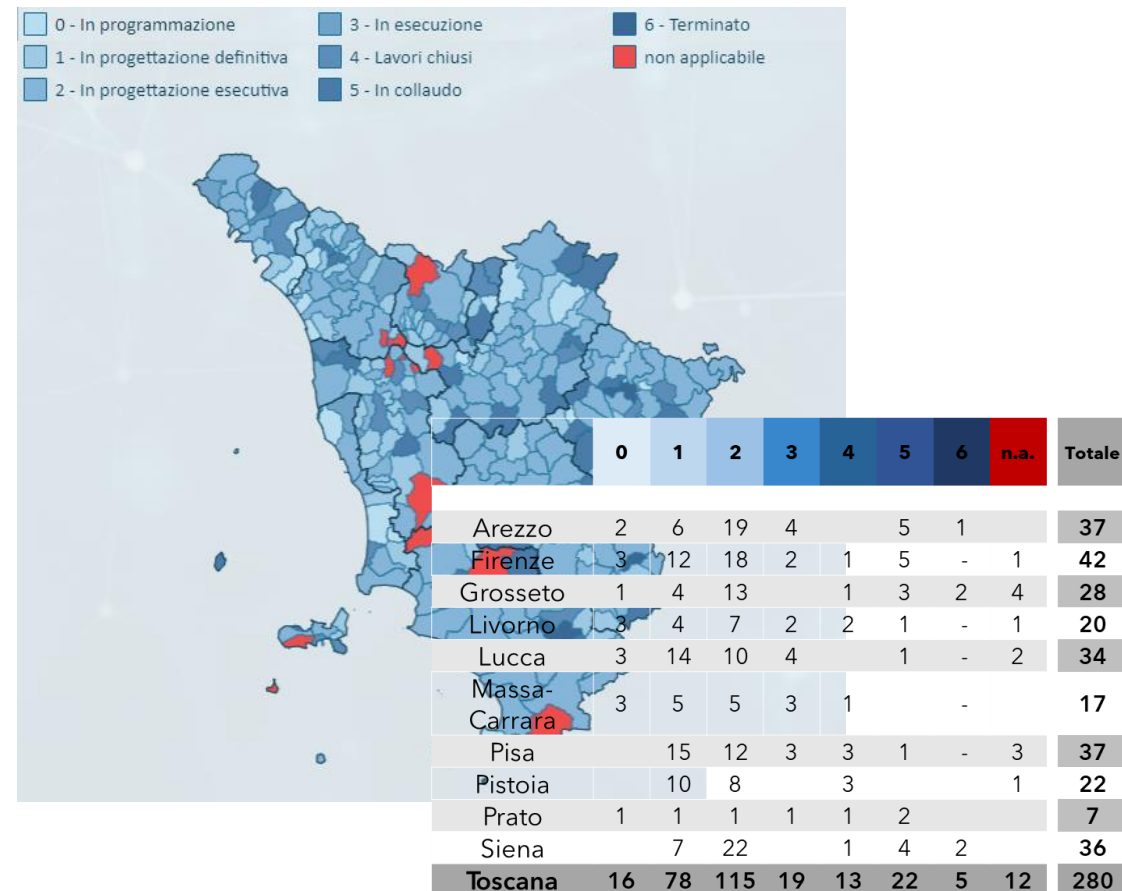 0 - In programmazione 3 - In esecuzione 6 - Terminato
1 - In progettazione definitiva 4 - Lavori chiusi non applicabile
2 - In progettazione esecutiva 5 - In collaudo
0 1 2 3 4 5 6 n.a. Totale
Arezzo 2 6 19 4 5 1 37
Firenze 3 12 18 2 1 5 - 1 42
Grosseto 1 4 13 1 3 2 4 28
Livorno 3 4 7 2 2 1 - 1 20
Lucca 3 14 10 4 1 - 2 34
Massa-
Carrara 3 5 5 3 1 - 17
Pisa 15 12 3 3 1 - 3 37
Pistoia 10 8 3 1 22
Prato 1 1 1 1 1 2 7
Siena 7 22 1 4 2 36
Toscana 16 78 115 19 13 22 5 12 280